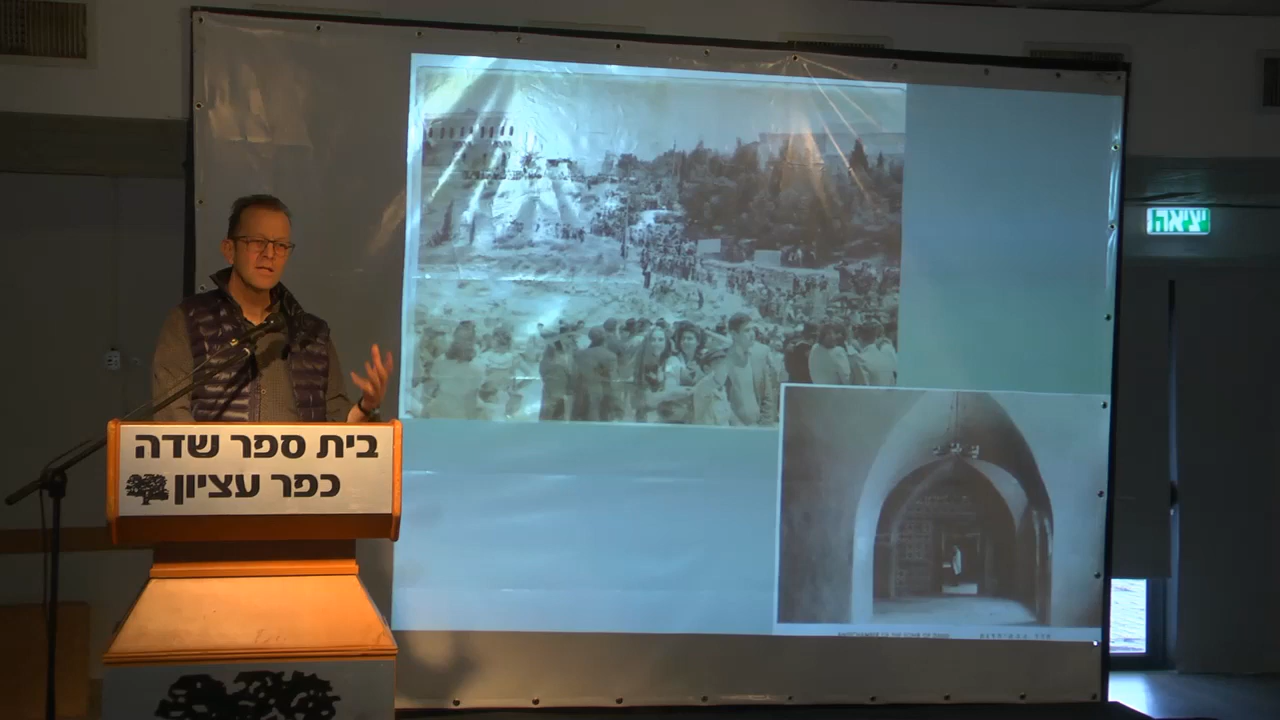 יציאה
בית ספר שדה
כפר עציון